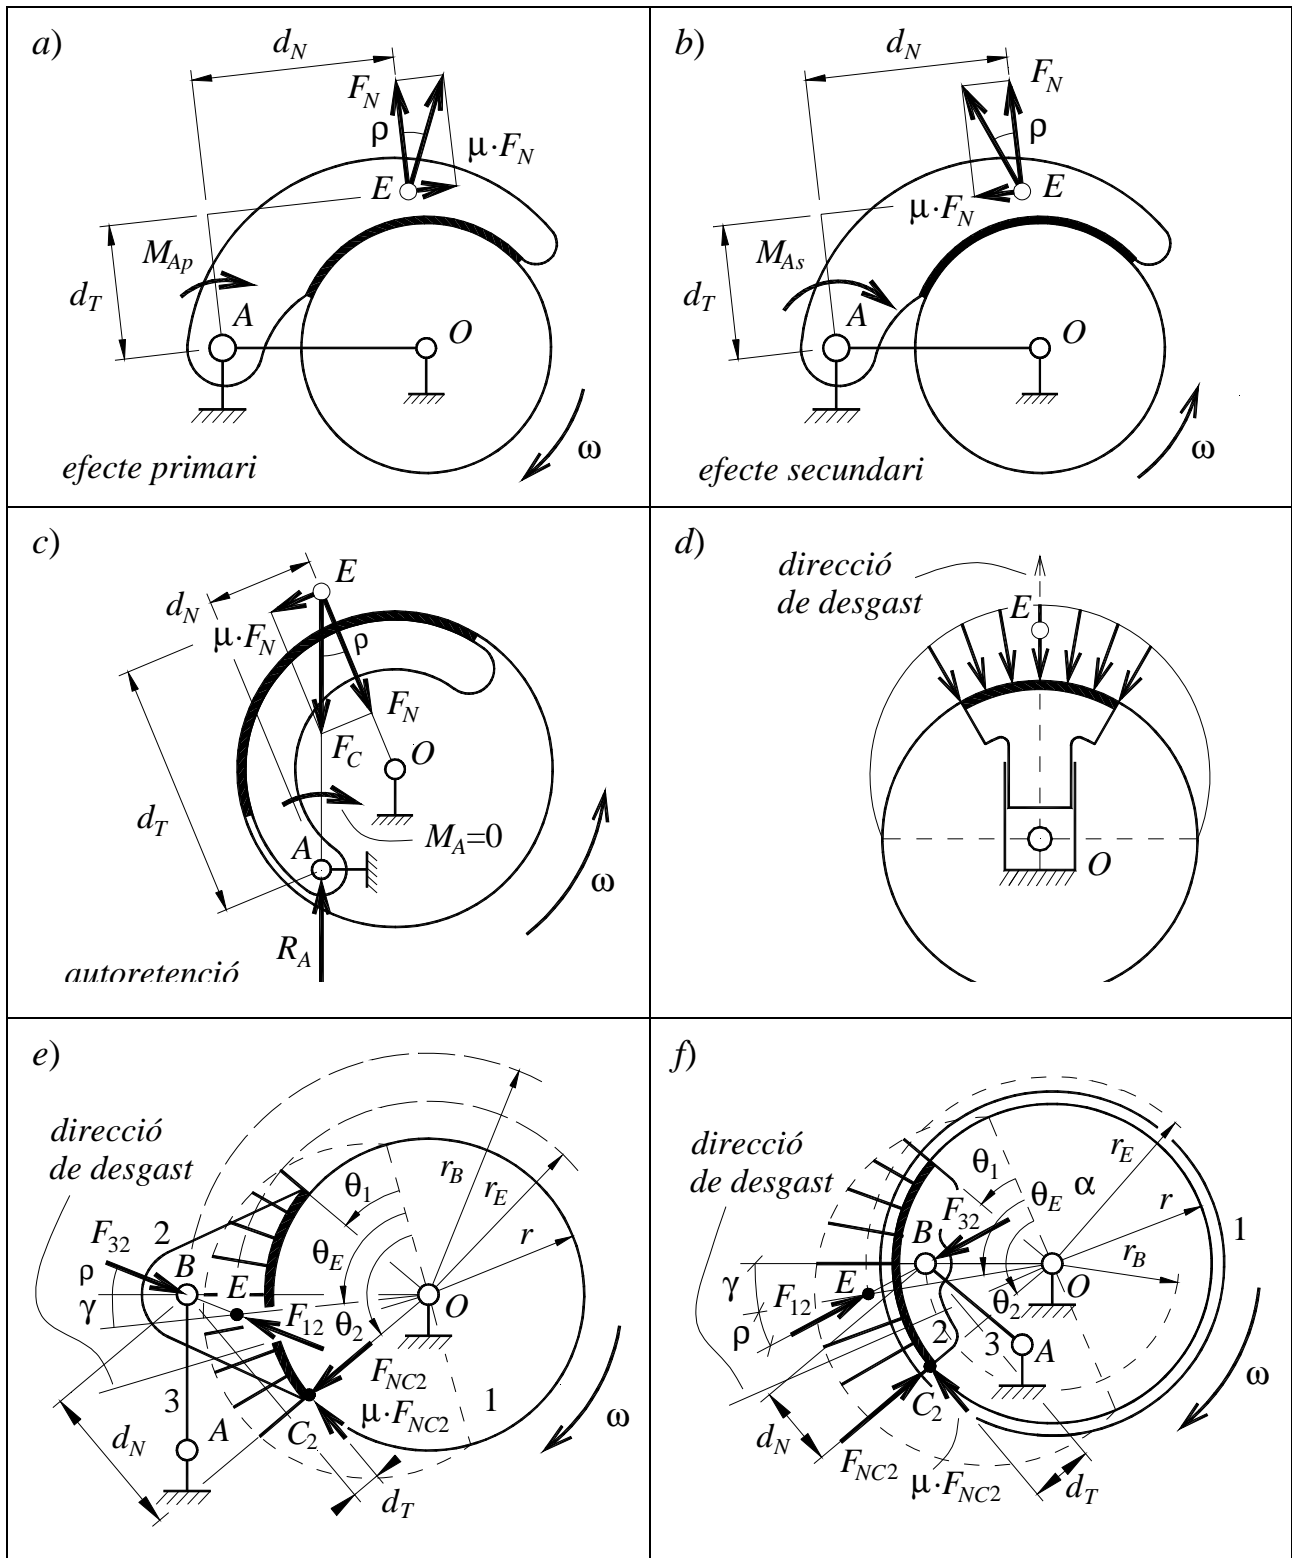 a)
d_N
F_N
ρ
μ·F_N
E
M_Ap
d_T
A
O
ω
efecte primari
b)
d_N
F_N
ρ
E
μ·F_N
M_As
d_T
A
O
ω
efecte secundari
c)
E
d_N
μ·F_N
ρ
F_N
F_C
O
d_T
M_A=0
A
ω
R_A
autoretenció
d)
direcció
de desgast
E
O
e)
direcció
de desgast
r_B
r_E
θ_1
r
F_32
2
θ_E
ρ
B
E
γ
F_12
θ_2
O
F_NC2
3
μ·F_NC2
1
A
C_2
ω
d_N
d_T
f)
direcció
de desgast
r_E
θ_1
α
θ_E
r
F_32
B
1
r_B
γ
E
O
F_12
θ_2
ρ
2
3
A
C_2
ω
d_N
F_NC2
μ·F_NC2
d_T